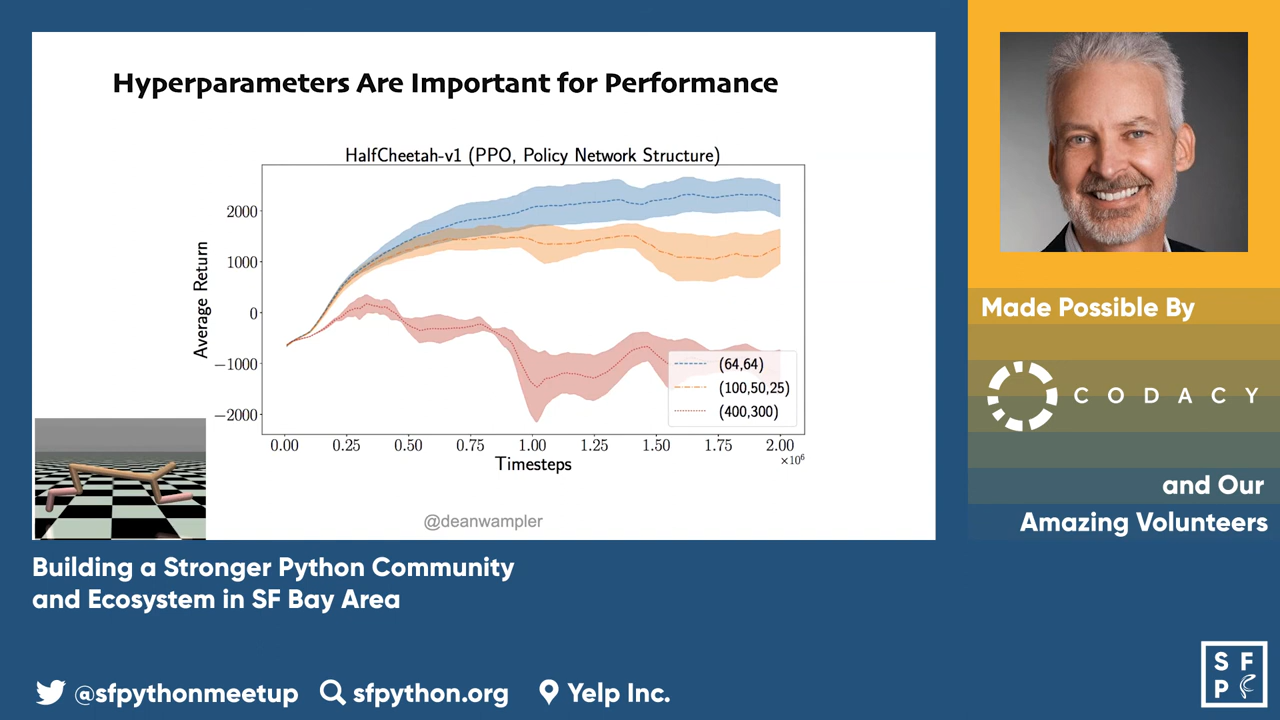 Hyperparameters Are Important for Performance
HalfCheetah-v1 (PPO, Policy Network Structure)
Average Return
2000
1000
0
−1000
−2000
(64,64)
(100,50,25)
(400,300)
0.00 0.25 0.50 0.75 1.00 1.25 1.50 1.75 2.00
×10⁶
Timesteps
@deanwampler
Made Possible By
CODACY
and Our
Amazing Volunteers
Building a Stronger Python Community
and Ecosystem in SF Bay Area
@sfpythonmeetup sfpython.org Yelp Inc.
S F
P